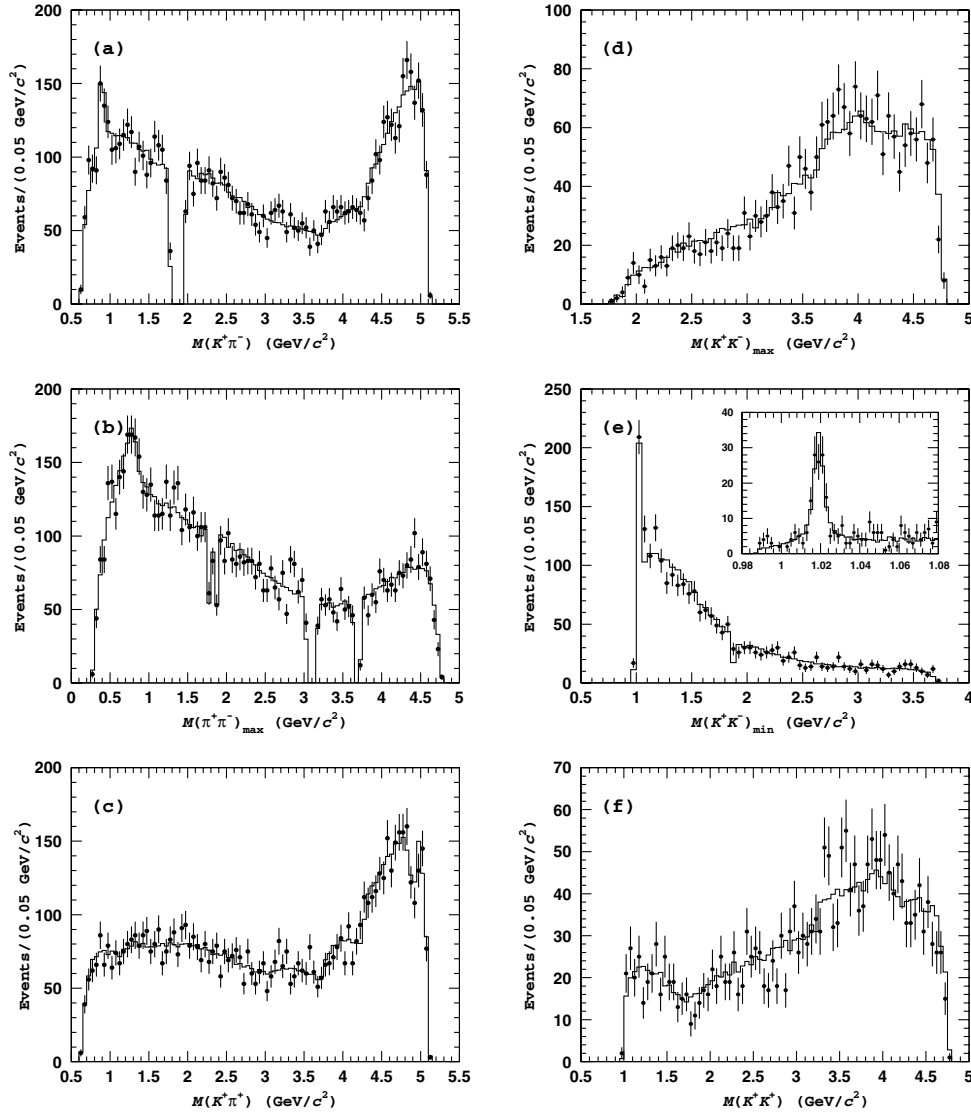 (a)
Events/(0.05 GeV/c²)
200
150
100
50
0
0.5 1 1.5 2 2.5 3 3.5 4 4.5 5 5.5
M(K⁺π⁻) (GeV/c²)
(d)
Events/(0.05 GeV/c²)
100
80
60
40
20
0
1.5 2 2.5 3 3.5 4 4.5 5
M(K⁺K⁻)max (GeV/c²)
(b)
Events/(0.05 GeV/c²)
200
150
100
50
0
0 0.5 1 1.5 2 2.5 3 3.5 4 4.5 5
M(π⁺π⁻)max (GeV/c²)
(e)
Events/(0.05 GeV/c²)
250
200
150
100
50
0
0.5 1 1.5 2 2.5 3 3.5 4
M(K⁺K⁻)min (GeV/c²)
40
30
20
10
0
0.98 1 1.02 1.04 1.06 1.08
(c)
Events/(0.05 GeV/c²)
200
150
100
50
0
0.5 1 1.5 2 2.5 3 3.5 4 4.5 5 5.5
M(K⁺π⁺) (GeV/c²)
(f)
Events/(0.05 GeV/c²)
70
60
50
40
30
20
10
0
0.5 1 1.5 2 2.5 3 3.5 4 4.5 5
M(K⁺K⁺) (GeV/c²)